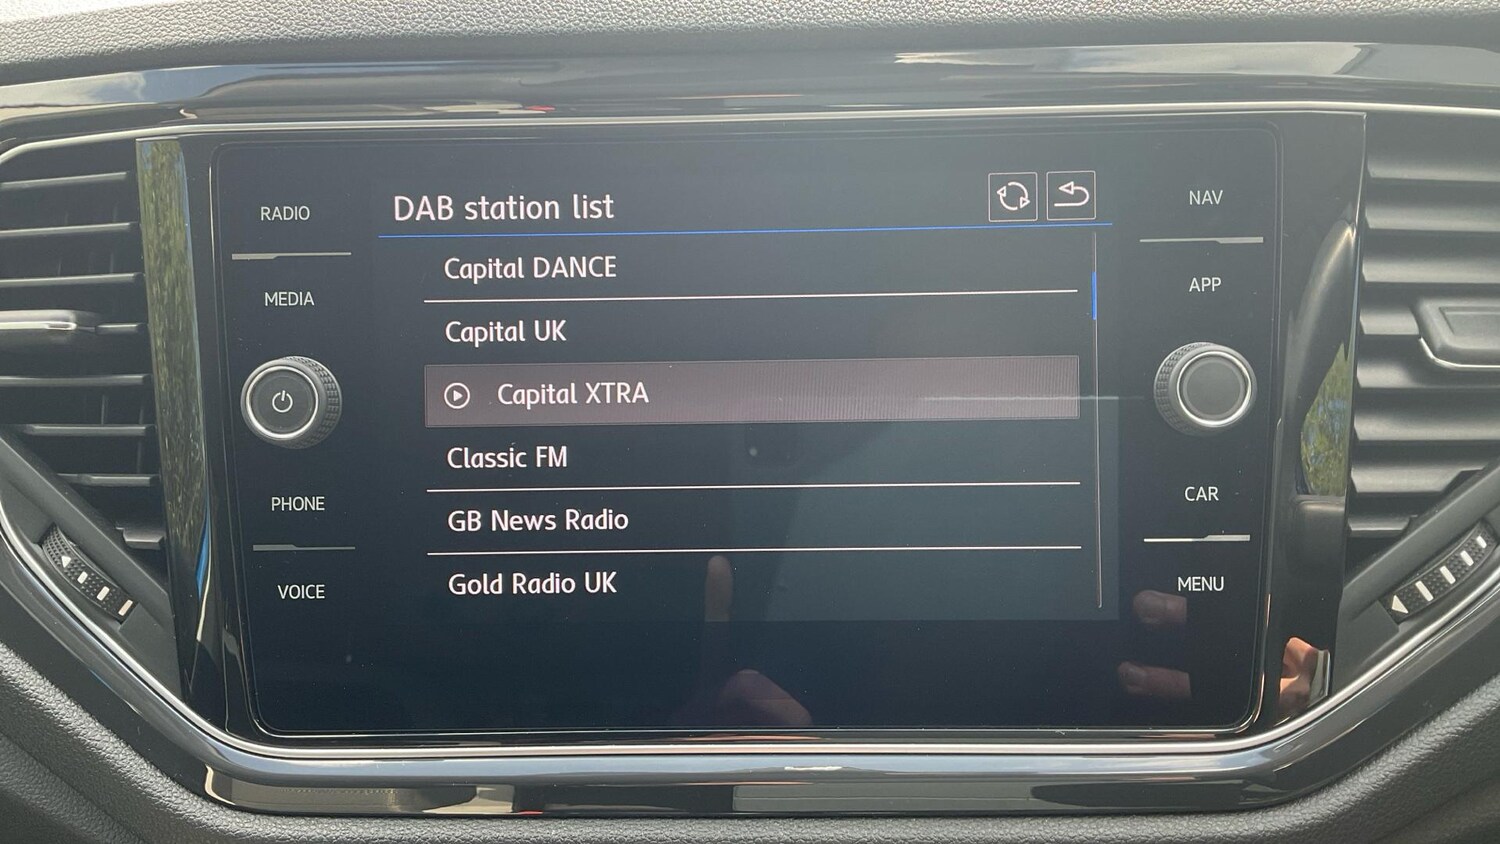 RADIO
MEDIA
PHONE
VOICE
DAB station list
Capital DANCE
Capital UK
Capital XTRA
Classic FM
GB News Radio
Gold Radio UK
NAV
APP
CAR
MENU